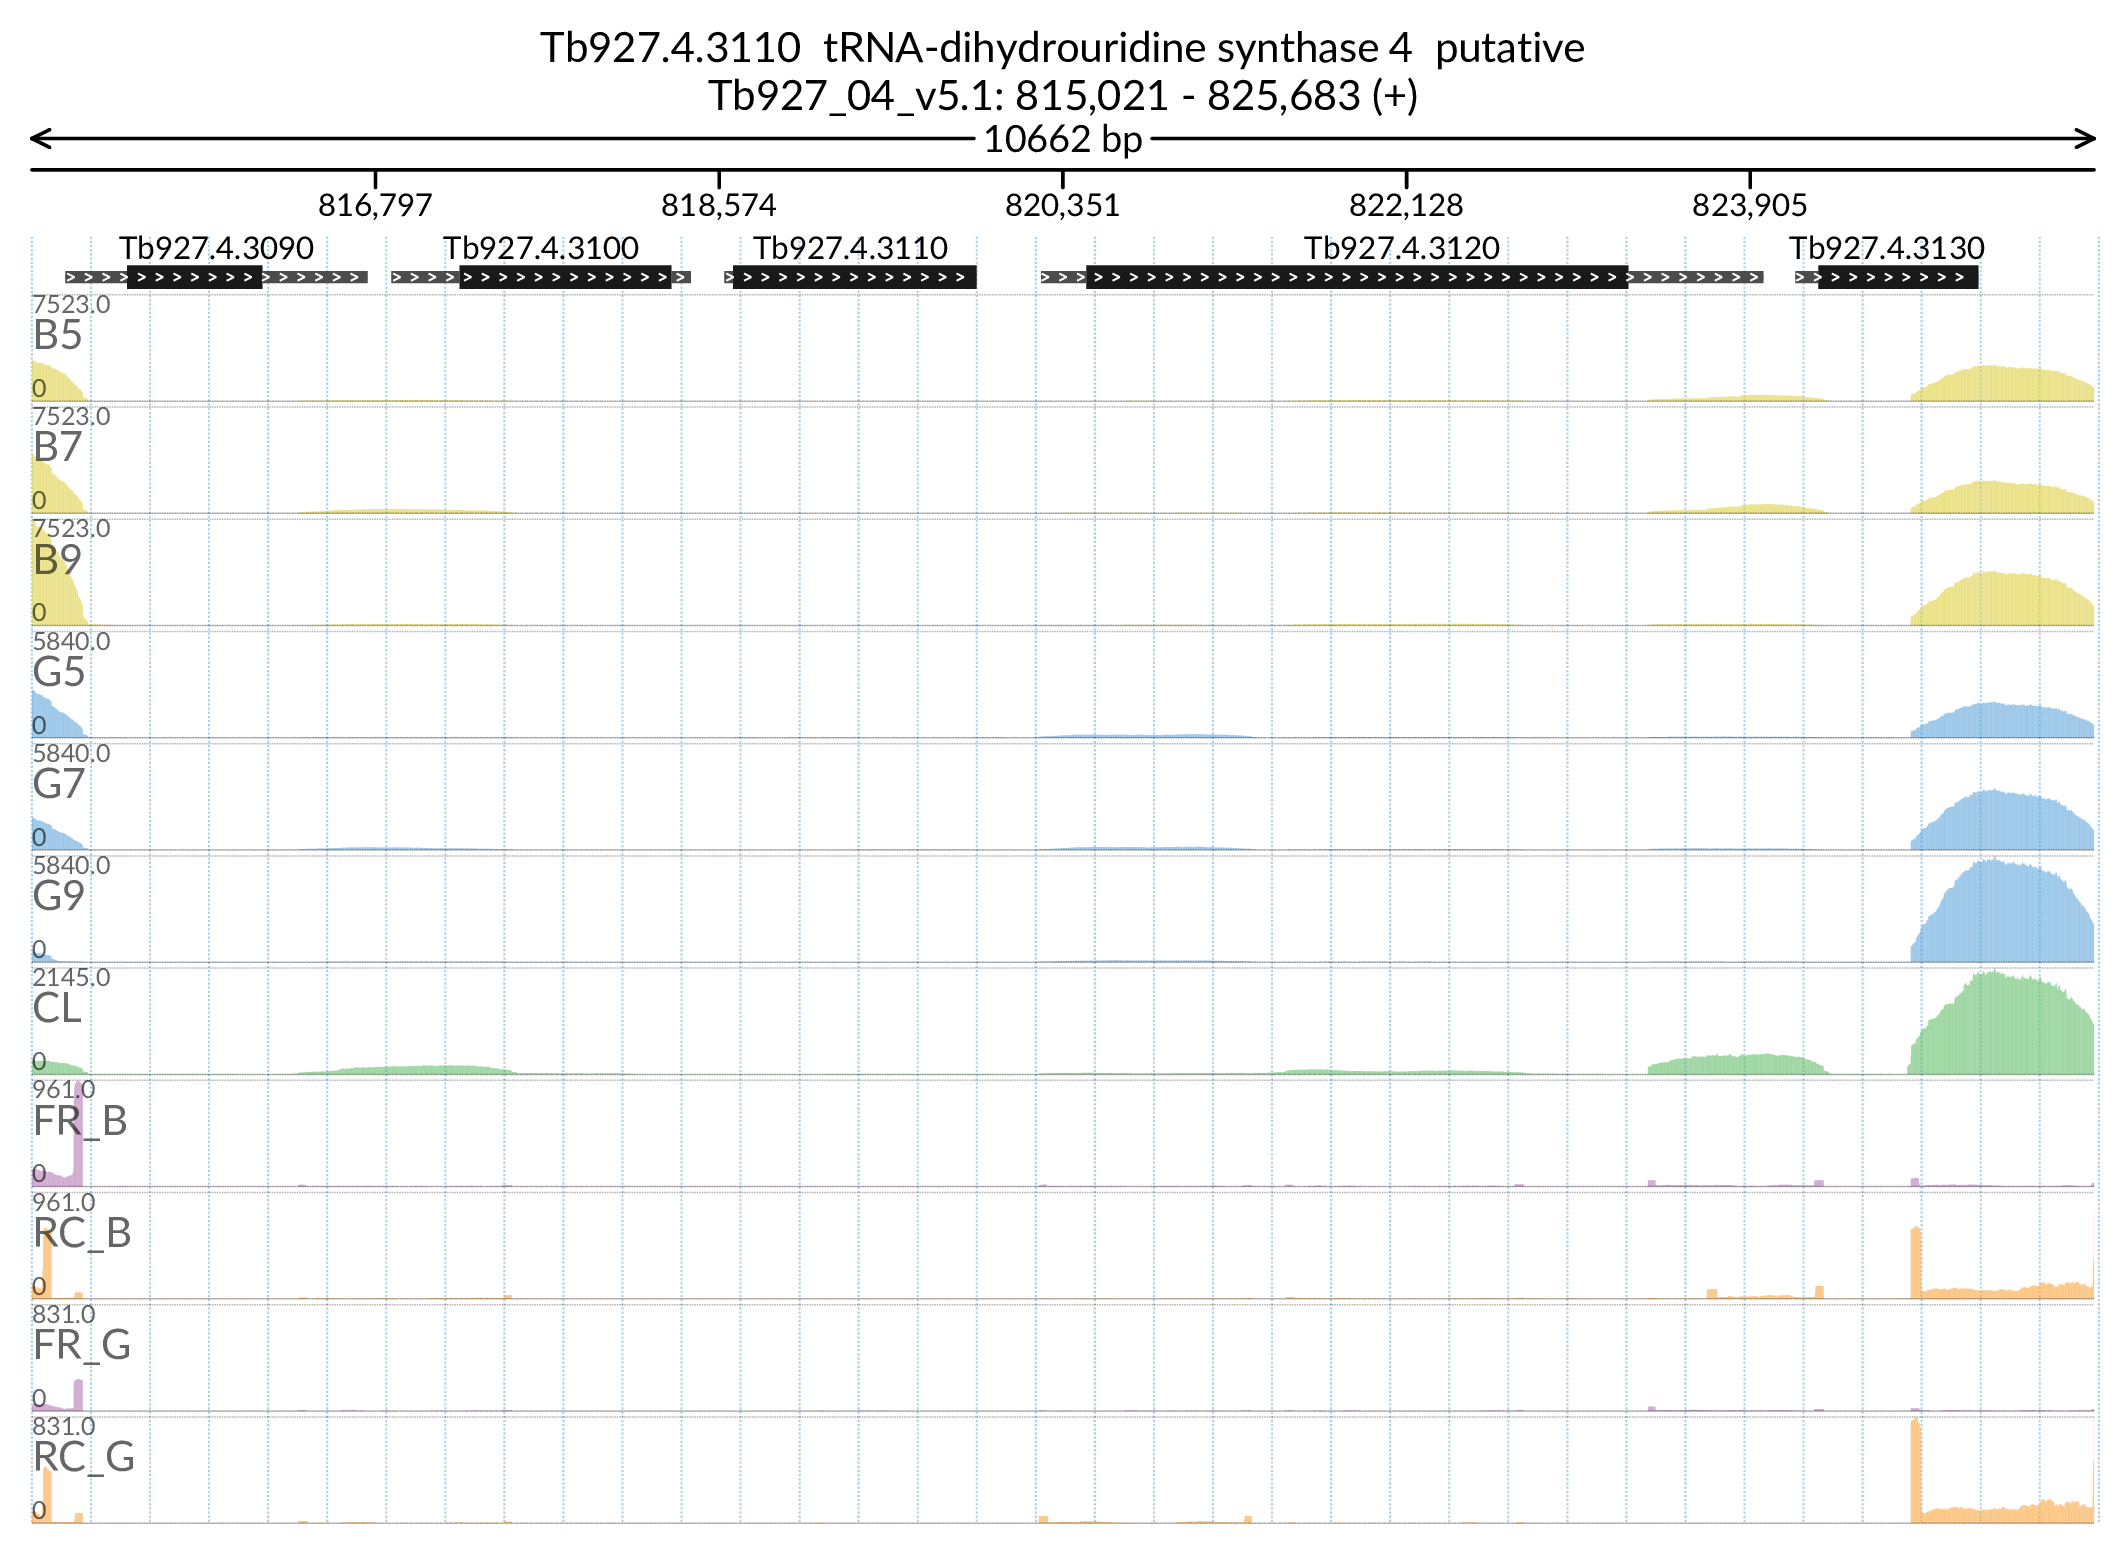 Tb927.4.3110  tRNA-dihydrouridine synthase 4  putative
Tb927_04_v5.1: 815,021 - 825,683 (+)
10662 bp
816,797 818,574 820,351 822,128 823,905
Tb927.4.3090 Tb927.4.3100 Tb927.4.3110 Tb927.4.3120 Tb927.4.3130
7523.0
B5
0
7523.0
B7
0
7523.0
B9
0
5840.0
G5
0
5840.0
G7
0
5840.0
G9
0
2145.0
CL
0
961.0
FR_B
0
961.0
RC_B
0
831.0
FR_G
0
831.0
RC_G
0